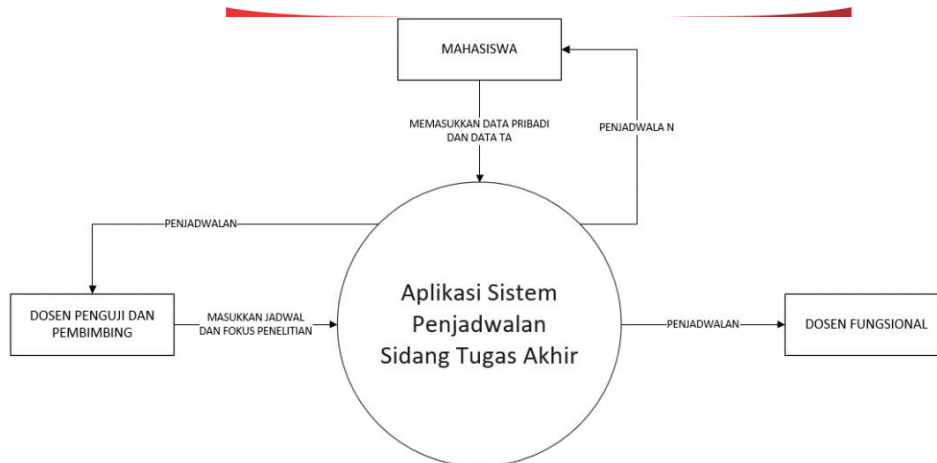 MAHASISWA
MEMASUKKAN DATA PRIBADI
DAN DATA TA
PENJADWALA N
PENJADWALAN
DOSEN PENGUJI DAN
PEMBIMBING
MASUKKAN JADWAL
DAN FOKUS PENELITIAN
Aplikasi Sistem
Penjadwalan
Sidang Tugas Akhir
PENJADWALAN
DOSEN FUNGSIONAL